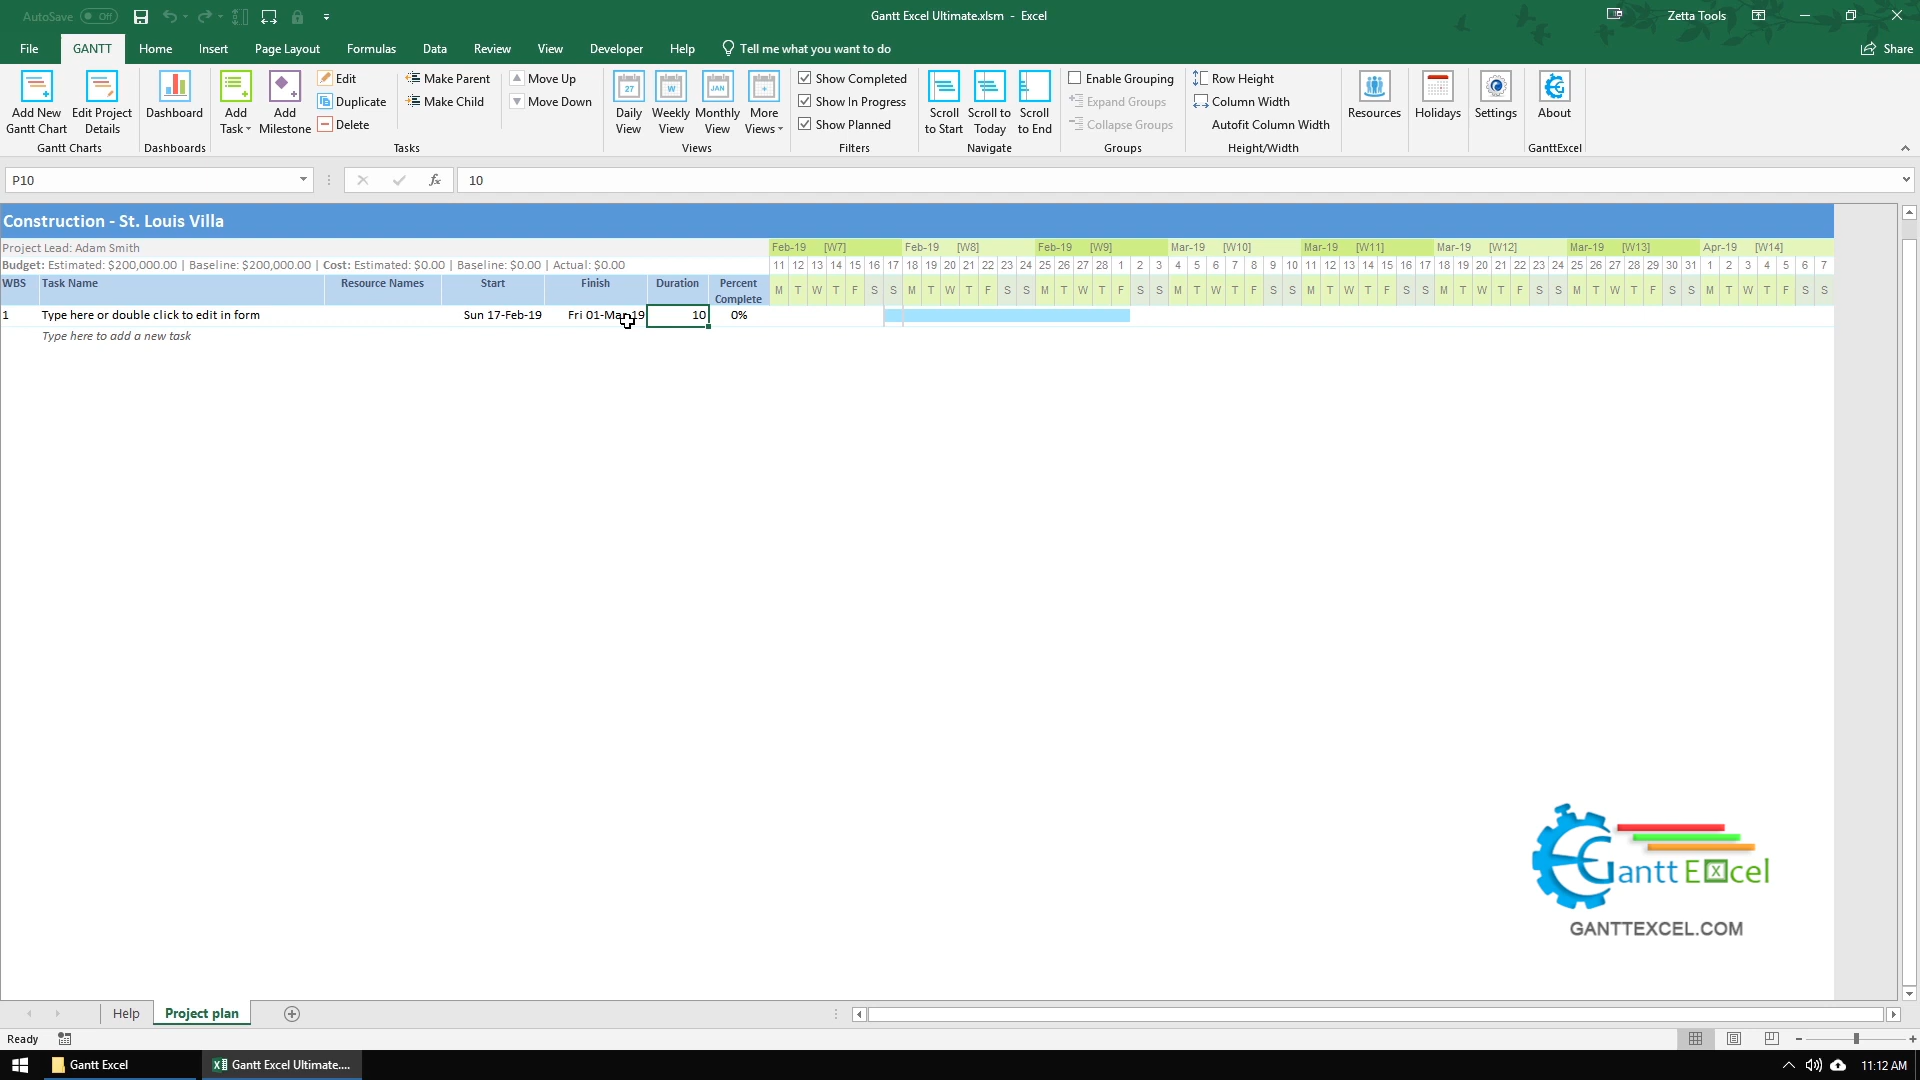 AutoSave Off
Gantt Excel Ultimate.xlsm - Excel
Zetta Tools
File GANTT Home Insert Page Layout Formulas Data Review View Developer Help Tell me what you want to do Share
Add New Gantt Chart
Edit Project Details
Gantt Charts
Dashboard
Dashboards
Add Task
Add Milestone
Edit
Duplicate
Delete
Make Parent
Make Child
Move Up
Move Down
Tasks
27
Daily View
W
Weekly View
JAN
Monthly View
More Views
Views
Show Completed
Show In Progress
Show Planned
Filters
Scroll to Start
Scroll to Today
Scroll to End
Navigate
Enable Grouping
Expand Groups
Collapse Groups
Groups
Row Height
Column Width
Autofit Column Width
Height/Width
Resources
Holidays
Settings
About
GanttExcel
P10 fx 10
Construction - St. Louis Villa
Project Lead: Adam Smith
Feb-19 [W7] Feb-19 [W8] Feb-19 [W9] Mar-19 [W10] Mar-19 [W11] Mar-19 [W12] Mar-19 [W13] Apr-19 [W14]
Budget: Estimated: $200,000.00 | Baseline: $200,000.00 | Cost: Estimated: $0.00 | Baseline: $0.00 | Actual: $0.00
11 12 13 14 15 16 17 18 19 20 21 22 23 24 25 26 27 28 1 2 3 4 5 6 7 8 9 10 11 12 13 14 15 16 17 18 19 20 21 22 23 24 25 26 27 28 29 30 31 1 2 3 4 5 6 7
WBS Task Name Resource Names Start Finish Duration Percent Complete
M T W T F S S M T W T F S S M T W T F S S M T W T F S S M T W T F S S M T W T F S S M T W T F S S M T W T F S S
1 Type here or double click to edit in form Sun 17-Feb-19 Fri 01-Mar-19 10 0%
Type here to add a new task
Gantt Excel
GANTTEXCEL.COM
Help Project plan
Ready
Gantt Excel
Gantt Excel Ultimate....
11:12 AM